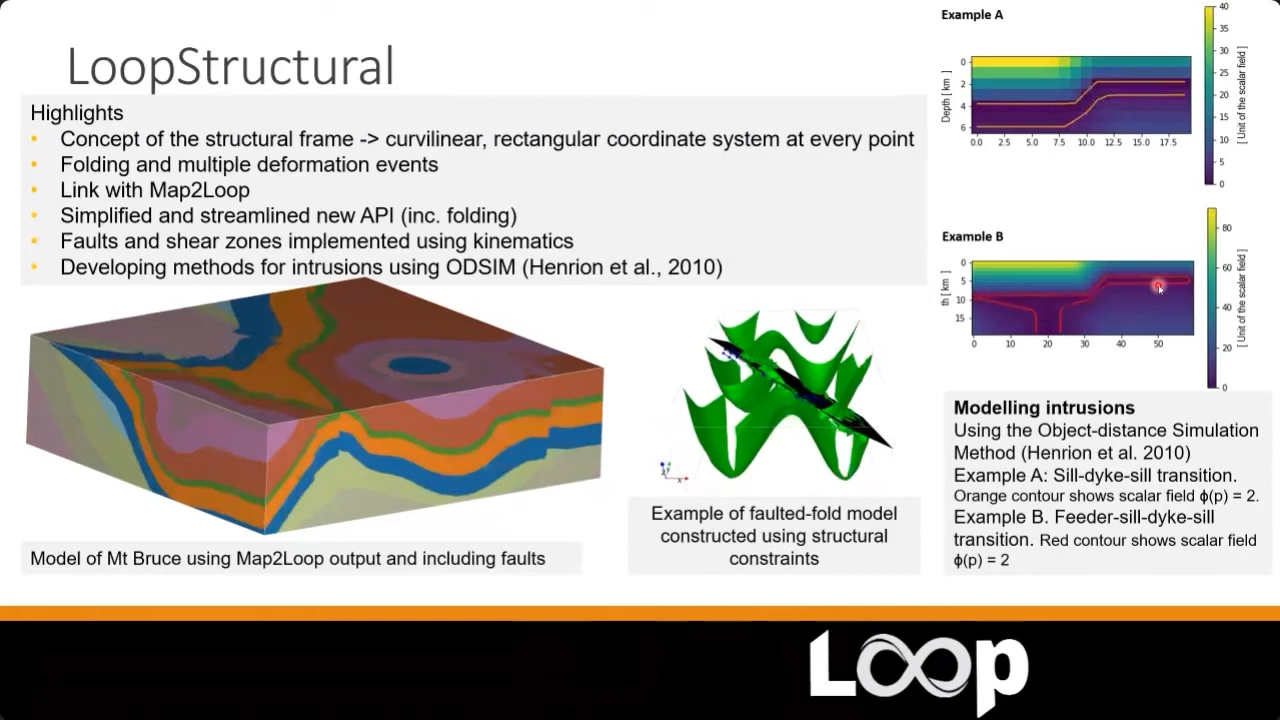 LoopStructural
Highlights
• Concept of the structural frame -> curvilinear, rectangular coordinate system at every point
• Folding and multiple deformation events
• Link with Map2Loop
• Simplified and streamlined new API (inc. folding)
• Faults and shear zones implemented using kinematics
• Developing methods for intrusions using ODSIM (Henrion et al., 2010)
Model of Mt Bruce using Map2Loop output and including faults
Example of faulted-fold model
constructed using structural
constraints
Example A
Depth [ km ]
0
2
4
6
0.0 2.5 5.0 7.5 10.0 12.5 15.0 17.5
40
35
30
25
20
15
10
5
0
[ Unit of the scalar field ]
Example B
th [ km ]
0
5
10
15
0 10 20 30 40 50
80
60
40
20
0
[ Unit of the scalar field ]
Modelling intrusions
Using the Object-distance Simulation
Method (Henrion et al. 2010)
Example A: Sill-dyke-sill transition.
Orange contour shows scalar field ϕ(p) = 2.
Example B. Feeder-sill-dyke-sill
transition. Red contour shows scalar field
ϕ(p) = 2
Loop